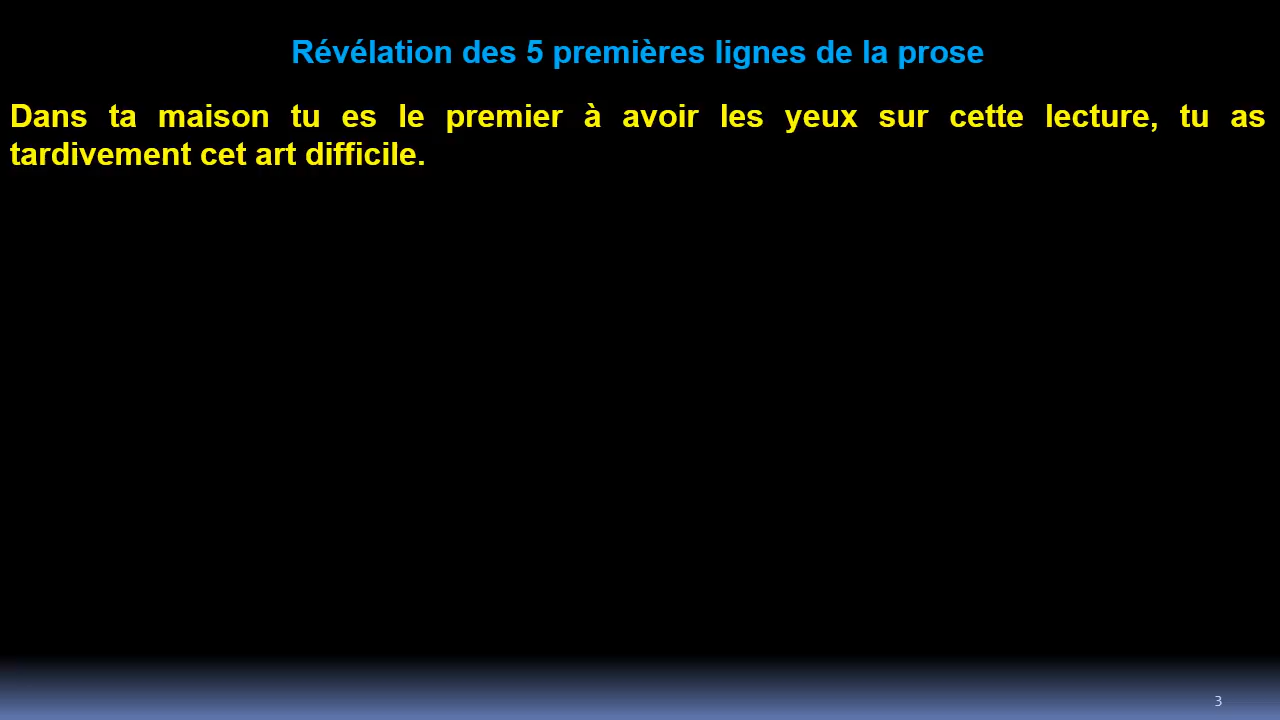 Révélation des 5 premières lignes de la prose
Dans ta maison tu es le premier à avoir les yeux sur cette lecture, tu as
tardivement cet art difficile.
3